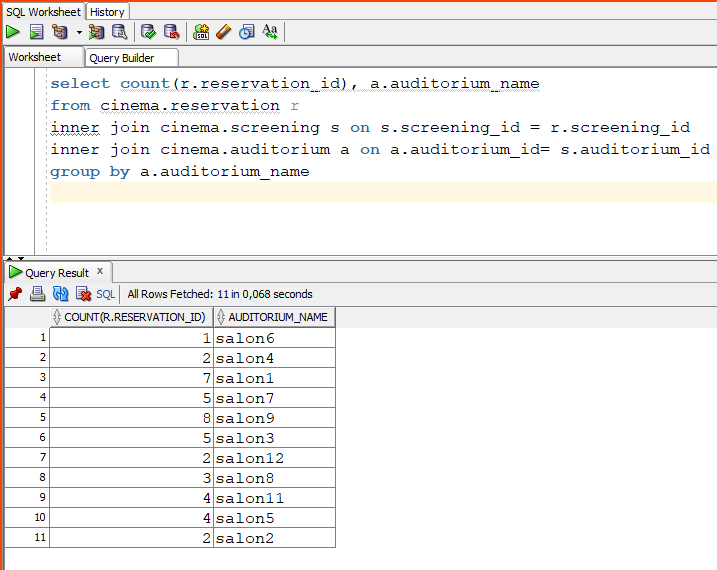 SQL Worksheet History
Worksheet Query Builder
select count(r.reservation_id), a.auditorium_name
from cinema.reservation r
inner join cinema.screening s on s.screening_id = r.screening_id
inner join cinema.auditorium a on a.auditorium_id= s.auditorium_id
group by a.auditorium_name
Query Result x
SQL All Rows Fetched: 11 in 0,068 seconds
COUNT(R.RESERVATION_ID) AUDITORIUM_NAME
1 1 salon6
2 2 salon4
3 7 salon1
4 5 salon7
5 8 salon9
6 5 salon3
7 2 salon12
8 3 salon8
9 4 salon11
10 4 salon5
11 2 salon2